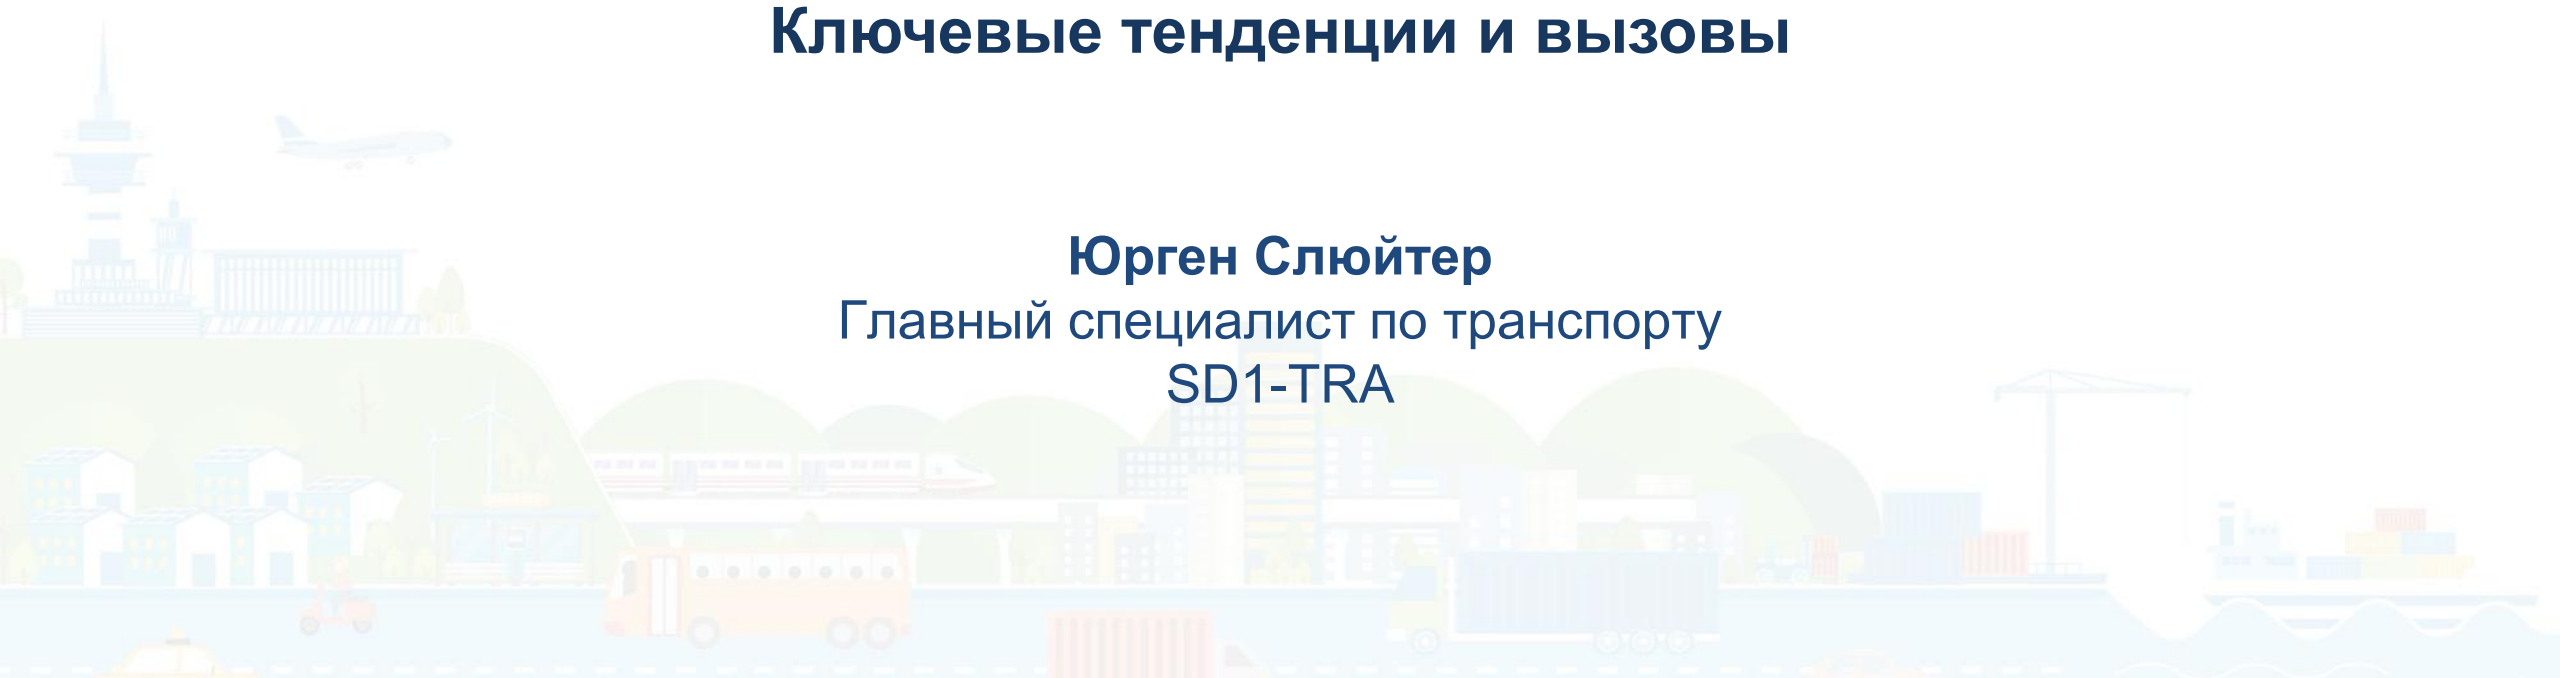 Ключевые тенденции и вызовы
Юрген Слюйтер
Главный специалист по транспорту
SD1-TRA